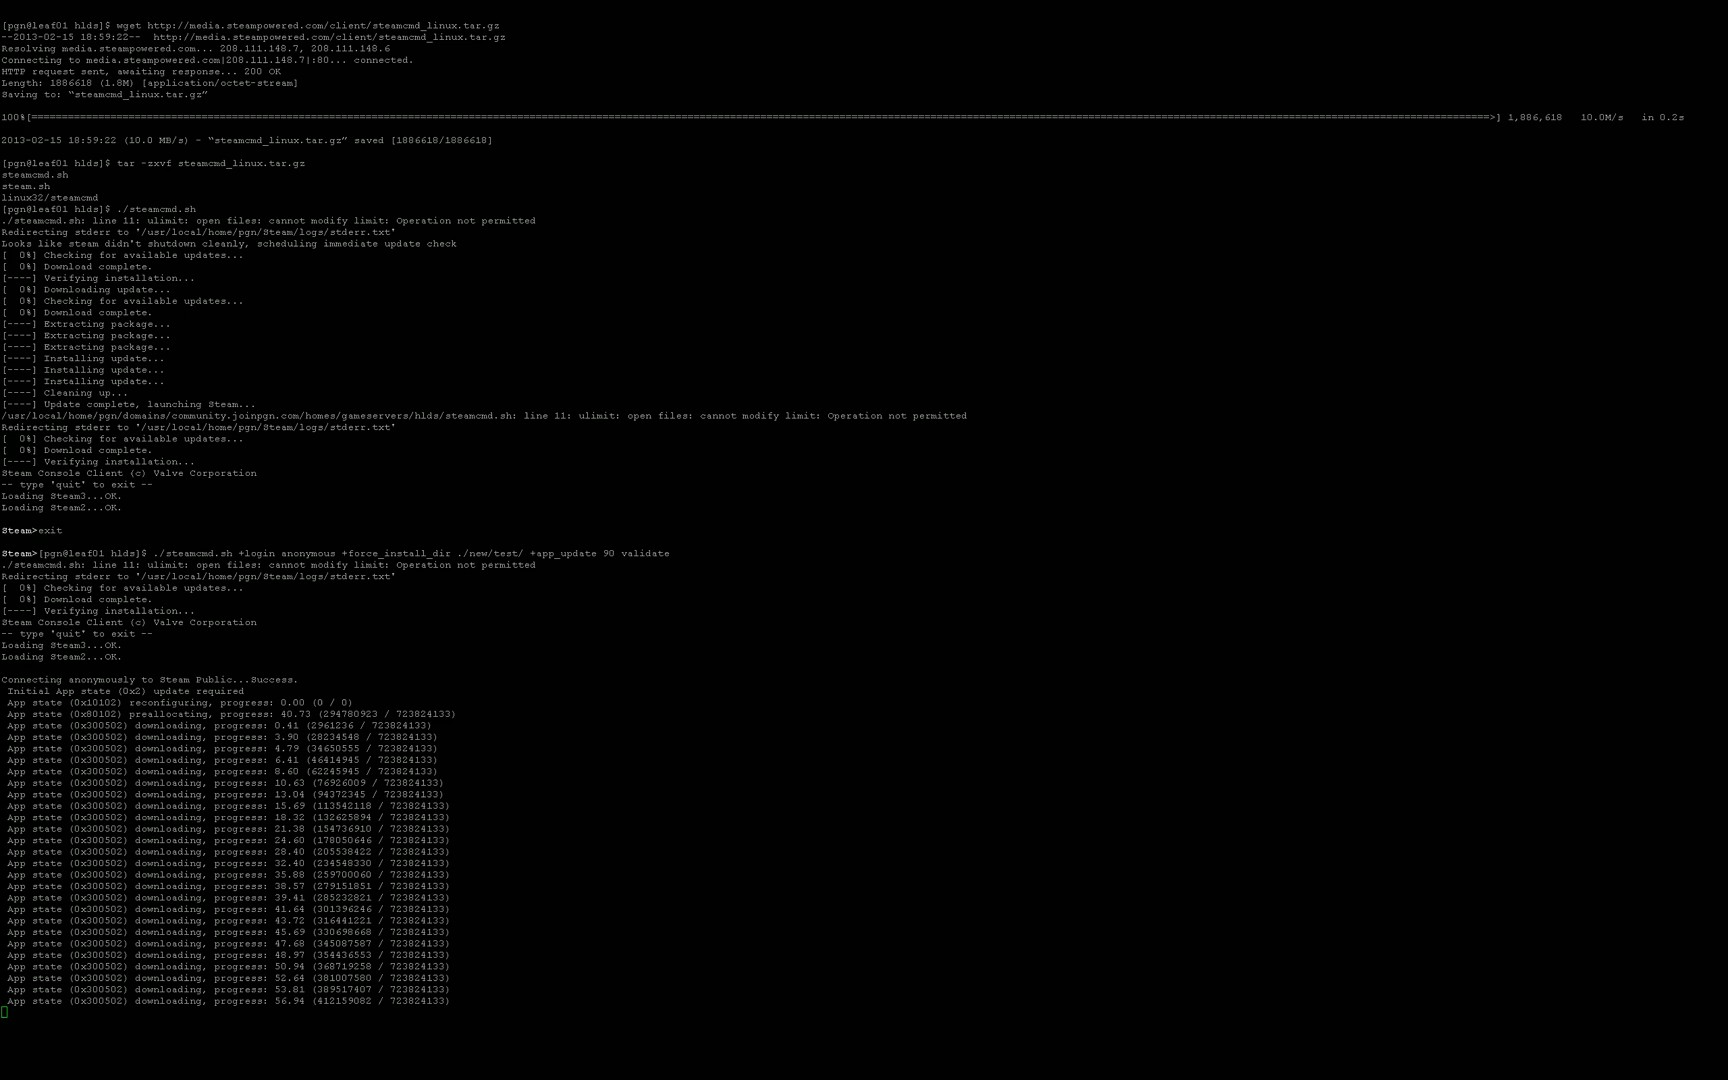 [pgn@leaf01 hlds]$ wget http://media.steampowered.com/client/steamcmd_linux.tar.gz
--2013-02-15 18:59:22--  http://media.steampowered.com/client/steamcmd_linux.tar.gz
Resolving media.steampowered.com... 208.111.148.7, 208.111.148.6
Connecting to media.steampowered.com|208.111.148.7|:80... connected.
HTTP request sent, awaiting response... 200 OK
Length: 1886618 (1.8M) [application/octet-stream]
Saving to: “steamcmd_linux.tar.gz”
100%[=====================================================================================>] 1,886,618   10.0M/s   in 0.2s
2013-02-15 18:59:22 (10.0 MB/s) - “steamcmd_linux.tar.gz” saved [1886618/1886618]
[pgn@leaf01 hlds]$ tar -zxvf steamcmd_linux.tar.gz
steamcmd.sh
steam.sh
linux32/steamcmd
[pgn@leaf01 hlds]$ ./steamcmd.sh
./steamcmd.sh: line 11: ulimit: open files: cannot modify limit: Operation not permitted
Redirecting stderr to '/usr/local/home/pgn/Steam/logs/stderr.txt'
Looks like steam didn't shutdown cleanly, scheduling immediate update check
[  0%] Checking for available updates...
[  0%] Download complete.
[----] Verifying installation...
[  0%] Downloading update...
[  0%] Checking for available updates...
[  0%] Download complete.
[----] Extracting package...
[----] Extracting package...
[----] Extracting package...
[----] Installing update...
[----] Installing update...
[----] Installing update...
[----] Cleaning up...
[----] Update complete, launching Steam...
/usr/local/home/pgn/domains/community.joinpgn.com/homes/gameservers/hlds/steamcmd.sh: line 11: ulimit: open files: cannot modify limit: Operation not permitted
Redirecting stderr to '/usr/local/home/pgn/Steam/logs/stderr.txt'
[  0%] Checking for available updates...
[  0%] Download complete.
[----] Verifying installation...
Steam Console Client (c) Valve Corporation
-- type 'quit' to exit --
Loading Steam3...OK.
Loading Steam2...OK.
Steam>exit
Steam>[pgn@leaf01 hlds]$ ./steamcmd.sh +login anonymous +force_install_dir ./new/test/ +app_update 90 validate
./steamcmd.sh: line 11: ulimit: open files: cannot modify limit: Operation not permitted
Redirecting stderr to '/usr/local/home/pgn/Steam/logs/stderr.txt'
[  0%] Checking for available updates...
[  0%] Download complete.
[----] Verifying installation...
Steam Console Client (c) Valve Corporation
-- type 'quit' to exit --
Loading Steam3...OK.
Loading Steam2...OK.
Connecting anonymously to Steam Public...Success.
Initial App state (0x2) update required
App state (0x10102) reconfiguring, progress: 0.00 (0 / 0)
App state (0x80102) preallocating, progress: 40.73 (294780923 / 723824133)
App state (0x300502) downloading, progress: 0.41 (2961236 / 723824133)
App state (0x300502) downloading, progress: 3.90 (28234548 / 723824133)
App state (0x300502) downloading, progress: 4.79 (34650555 / 723824133)
App state (0x300502) downloading, progress: 6.41 (46414945 / 723824133)
App state (0x300502) downloading, progress: 8.60 (62245945 / 723824133)
App state (0x300502) downloading, progress: 10.63 (76926009 / 723824133)
App state (0x300502) downloading, progress: 13.04 (94372345 / 723824133)
App state (0x300502) downloading, progress: 15.69 (113542118 / 723824133)
App state (0x300502) downloading, progress: 18.32 (132625894 / 723824133)
App state (0x300502) downloading, progress: 21.38 (154736910 / 723824133)
App state (0x300502) downloading, progress: 24.60 (178050646 / 723824133)
App state (0x300502) downloading, progress: 28.40 (205538422 / 723824133)
App state (0x300502) downloading, progress: 32.40 (234548330 / 723824133)
App state (0x300502) downloading, progress: 35.88 (259700060 / 723824133)
App state (0x300502) downloading, progress: 38.57 (279151851 / 723824133)
App state (0x300502) downloading, progress: 39.41 (285232821 / 723824133)
App state (0x300502) downloading, progress: 41.64 (301396246 / 723824133)
App state (0x300502) downloading, progress: 43.72 (316441221 / 723824133)
App state (0x300502) downloading, progress: 45.69 (330698668 / 723824133)
App state (0x300502) downloading, progress: 47.68 (345087587 / 723824133)
App state (0x300502) downloading, progress: 48.97 (354436553 / 723824133)
App state (0x300502) downloading, progress: 50.94 (368719258 / 723824133)
App state (0x300502) downloading, progress: 52.64 (381007580 / 723824133)
App state (0x300502) downloading, progress: 53.81 (389517407 / 723824133)
App state (0x300502) downloading, progress: 56.94 (412159082 / 723824133)